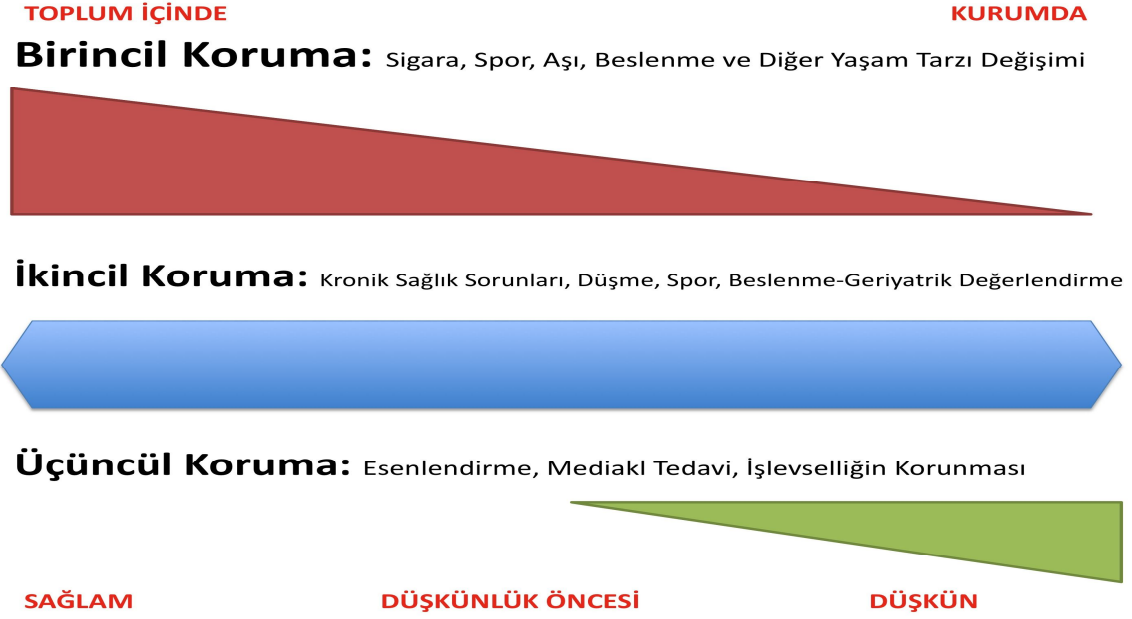 TOPLUM İÇİNDE KURUMDA
Birincil Koruma: Sigara, Spor, Aşı, Beslenme ve Diğer Yaşam Tarzı Değişimi
İkincil Koruma: Kronik Sağlık Sorunları, Düşme, Spor, Beslenme-Geriyatrik Değerlendirme
Üçüncül Koruma: Esenlendirme, Mediakl Tedavi, İşlevselliğin Korunması
SAĞLAM DÜŞKÜNLÜK ÖNCESİ DÜŞKÜN